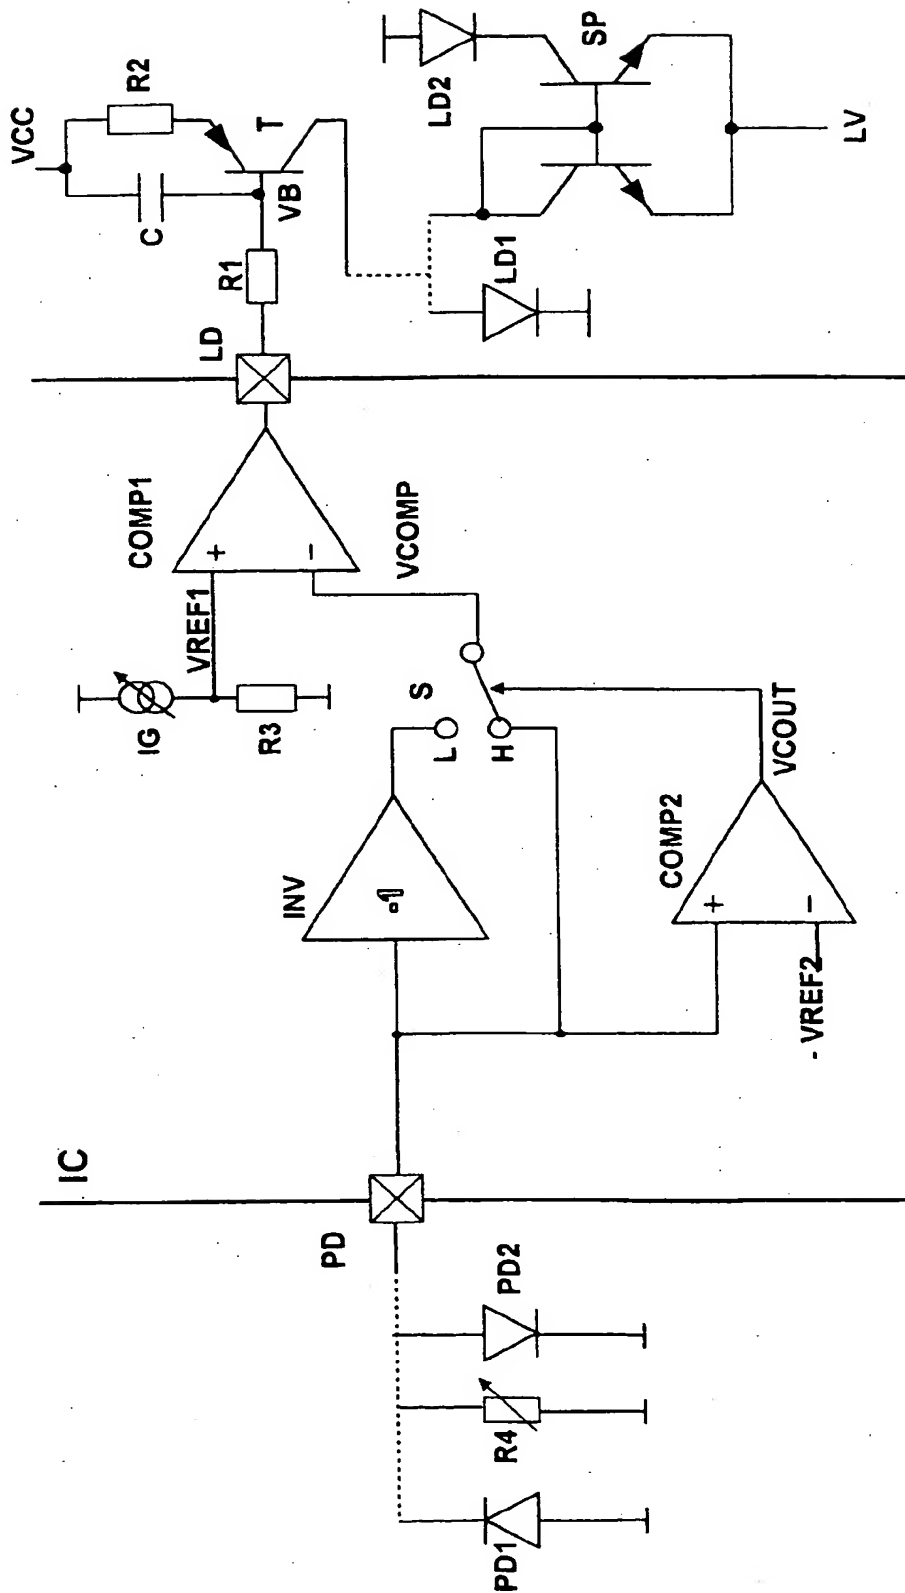 IC
PD
PD1
R4
PD2
INV
-1
- VREF2
+
−
COMP2
VCOUT
L
H
S
IG
R3
VREF1
VCOMP
COMP1
+
−
LD
R1
C
VB
VCC
R2
T
LD1
LD2
SP
LV